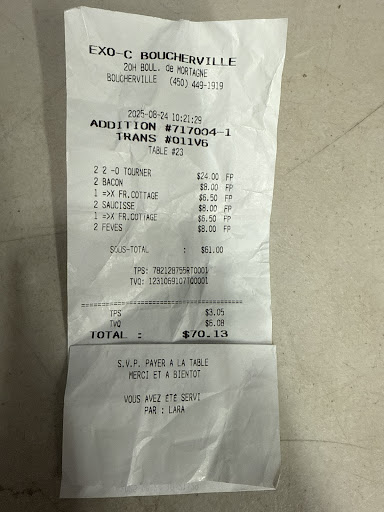 EXO-C BOUCHERVILLE
20H BOUL. de MORTAGNE
BOUCHERVILLE (450) 449-1919
2025-08-24 10:21:29
ADDITION #717004-1
TRANS #011V6
TABLE #23
2 2 -O TOURNER $24.00 FP
2 BACON $8.00 FP
1 =>X FR.COTTAGE $6.50 FP
2 SAUCISSE $8.00 FP
1 =>X FR.COTTAGE $6.50 FP
2 FEVES $8.00 FP
SOUS-TOTAL : $61.00
TPS: 782128755RT0001
TVQ: 1231069107TQ0001
TPS $3.05
TVQ $6.08
TOTAL : $70.13
S.V.P. PAYER A LA TABLE
MERCI ET A BIENTOT
VOUS AVEZ ÉTÉ SERVI
PAR : LARA